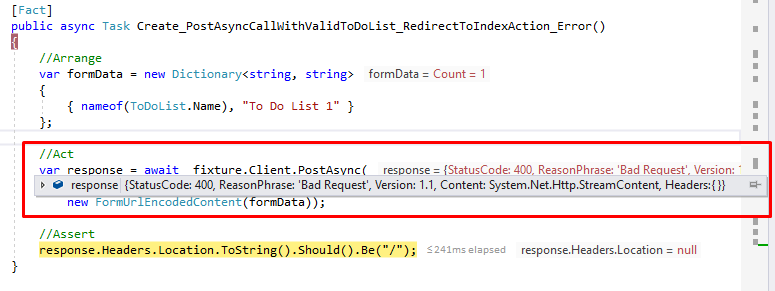 [Fact]
public async Task Create_PostAsyncCallWithValidToDoList_RedirectToIndexAction_Error()
{
//Arrange
var formData = new Dictionary<string, string> formData = Count = 1
{
{ nameof(ToDoList.Name), "To Do List 1" }
};
//Act
var response = await fixture.Client.PostAsync( response = {StatusCode: 400, ReasonPhrase: 'Bad Request', Version: 1
response {StatusCode: 400, ReasonPhrase: 'Bad Request', Version: 1.1, Content: System.Net.Http.StreamContent, Headers:{}}
new FormUrlEncodedContent(formData));
//Assert
response.Headers.Location.ToString().Should().Be("/"); ≤241ms elapsed response.Headers.Location = null
}